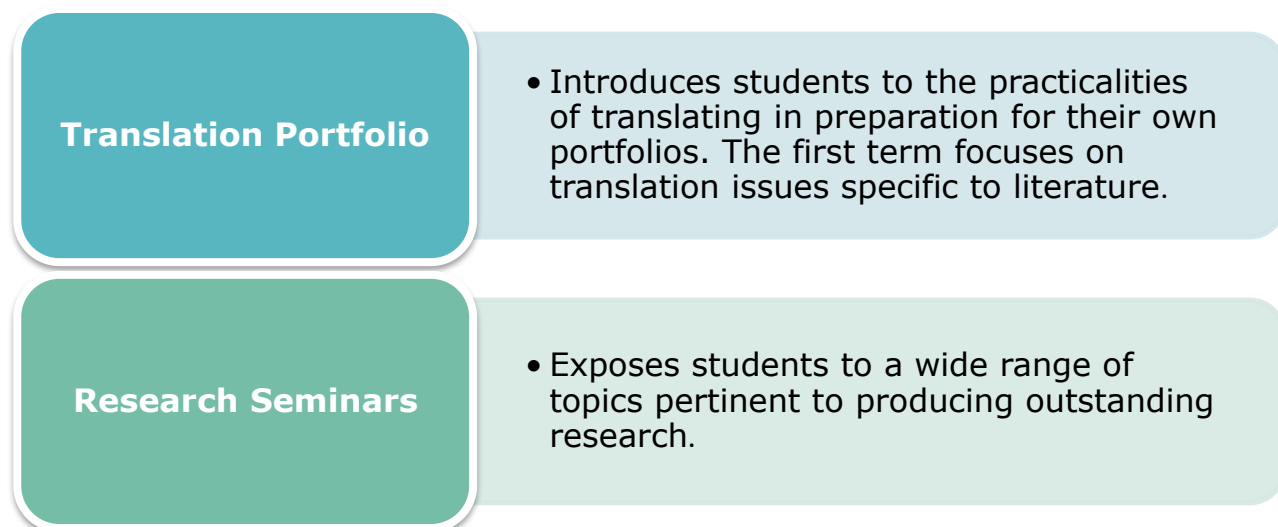 Translation Portfolio
• Introduces students to the practicalities
of translating in preparation for their own
portfolios. The first term focuses on
translation issues specific to literature.
Research Seminars
• Exposes students to a wide range of
topics pertinent to producing outstanding
research.